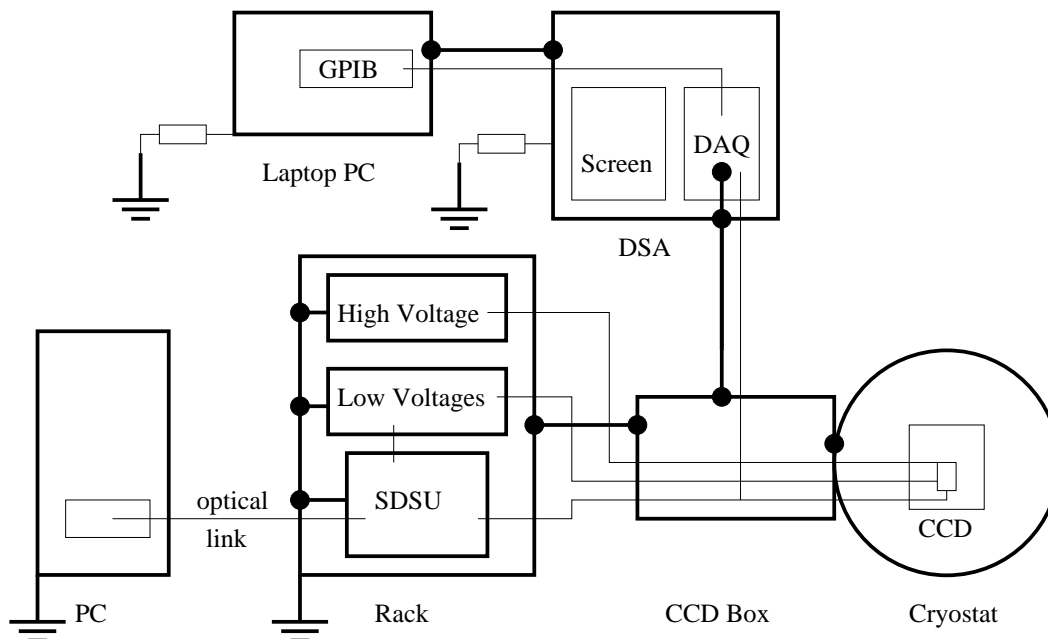 GPIB
Laptop PC
Screen
DAQ
DSA
High Voltage
Low Voltages
SDSU
optical
link
CCD
PC
Rack
CCD Box
Cryostat